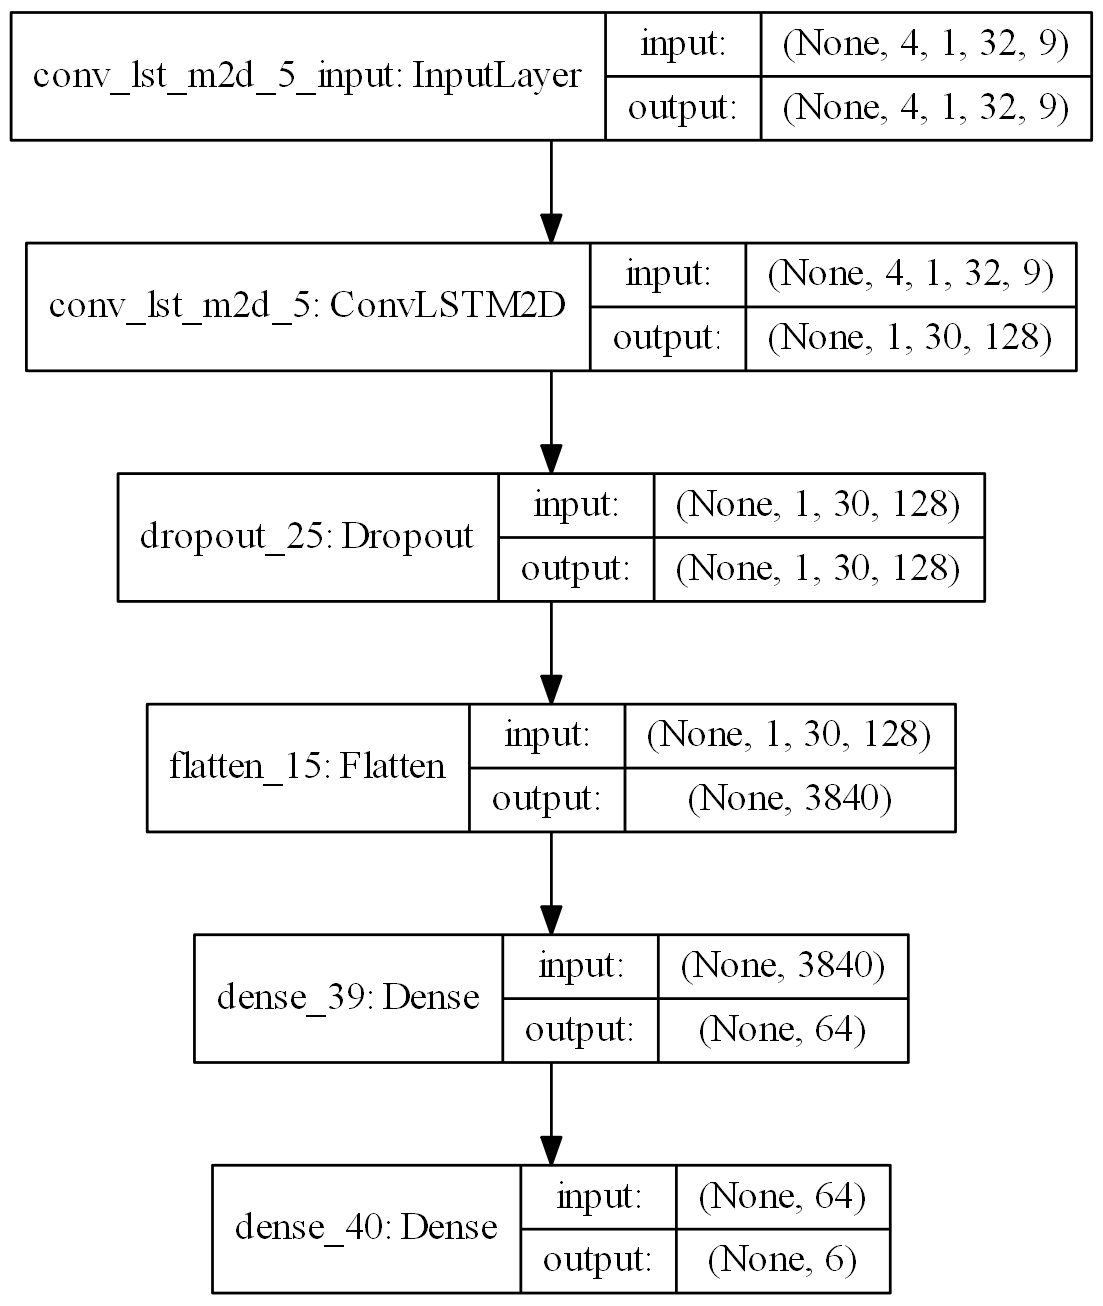 conv_lst_m2d_5_input: InputLayer
input: (None, 4, 1, 32, 9)
output: (None, 4, 1, 32, 9)
conv_lst_m2d_5: ConvLSTM2D
input: (None, 4, 1, 32, 9)
output: (None, 1, 30, 128)
dropout_25: Dropout
input: (None, 1, 30, 128)
output: (None, 1, 30, 128)
flatten_15: Flatten
input: (None, 1, 30, 128)
output: (None, 3840)
dense_39: Dense
input: (None, 3840)
output: (None, 64)
dense_40: Dense
input: (None, 64)
output: (None, 6)